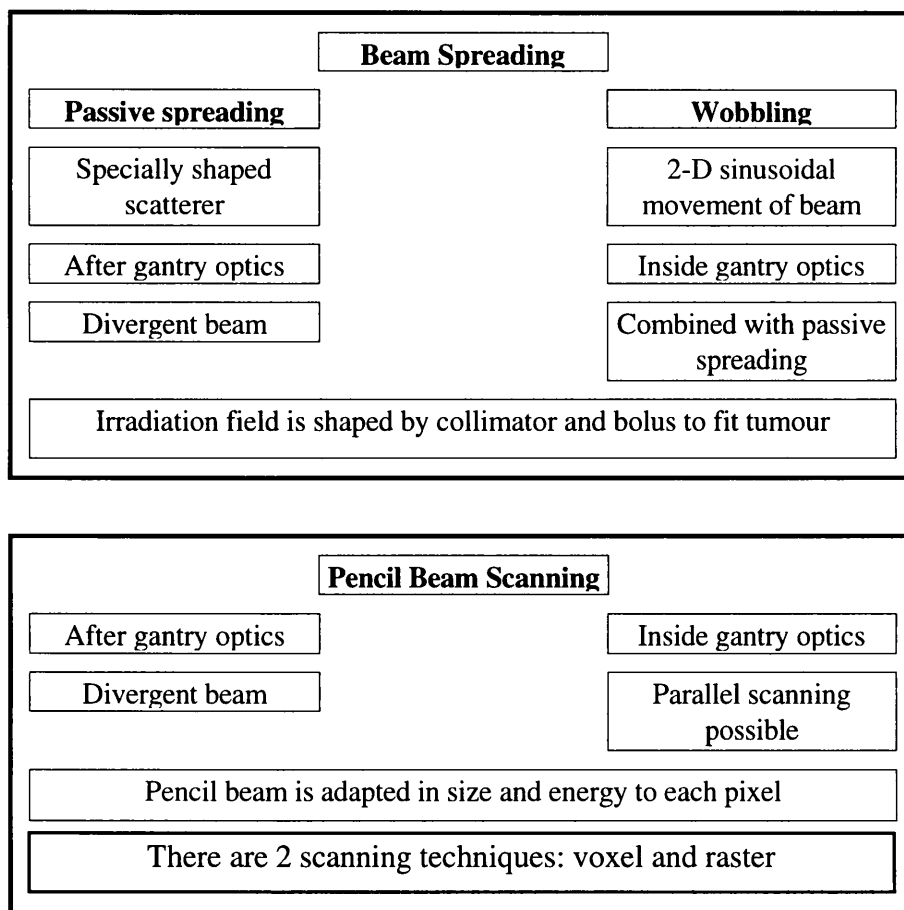 Beam Spreading
Passive spreading
Wobbling
Specially shaped
scatterer
2-D sinusoidal
movement of beam
After gantry optics
Inside gantry optics
Divergent beam
Combined with passive
spreading
Irradiation field is shaped by collimator and bolus to fit tumour
Pencil Beam Scanning
After gantry optics
Inside gantry optics
Divergent beam
Parallel scanning
possible
Pencil beam is adapted in size and energy to each pixel
There are 2 scanning techniques: voxel and raster